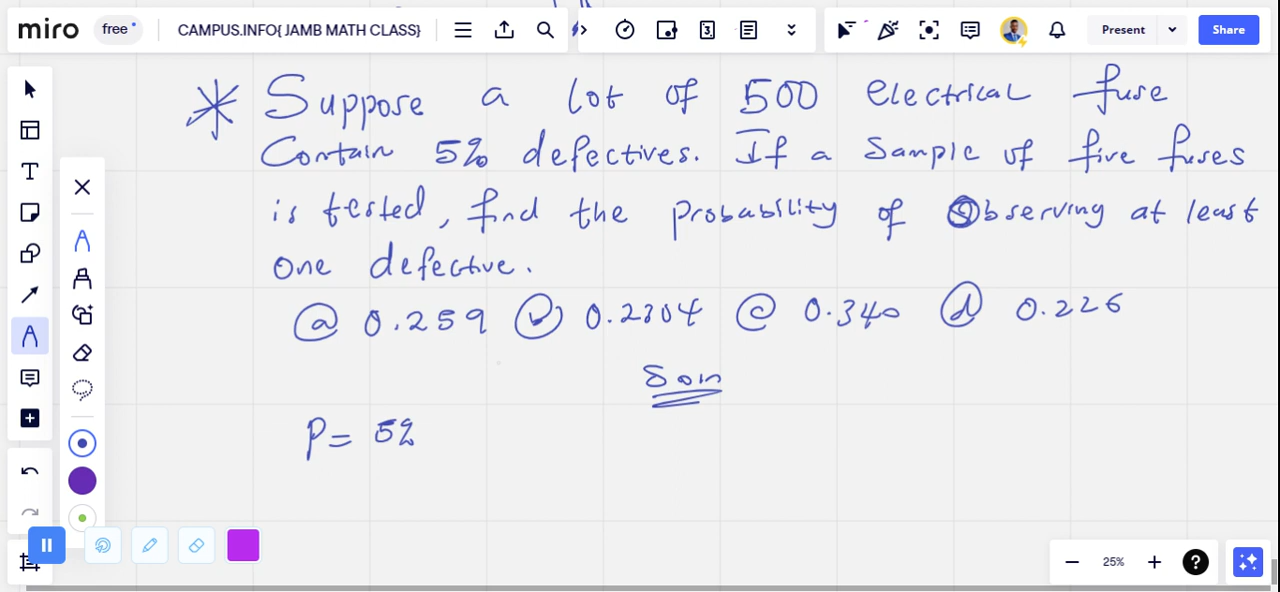 miro free CAMPUS.INFO{ JAMB MATH CLASS} Present Share
Suppose a lot of 500 electrical fuse
Contain 5% defectives. If a Sample of five fuses
is tested, find the probability of Observing at least
one defective.
@ 0.259 ⓑ 0.2304 © 0.340 ⓓ 0.226
Soln
P = 5%
25%